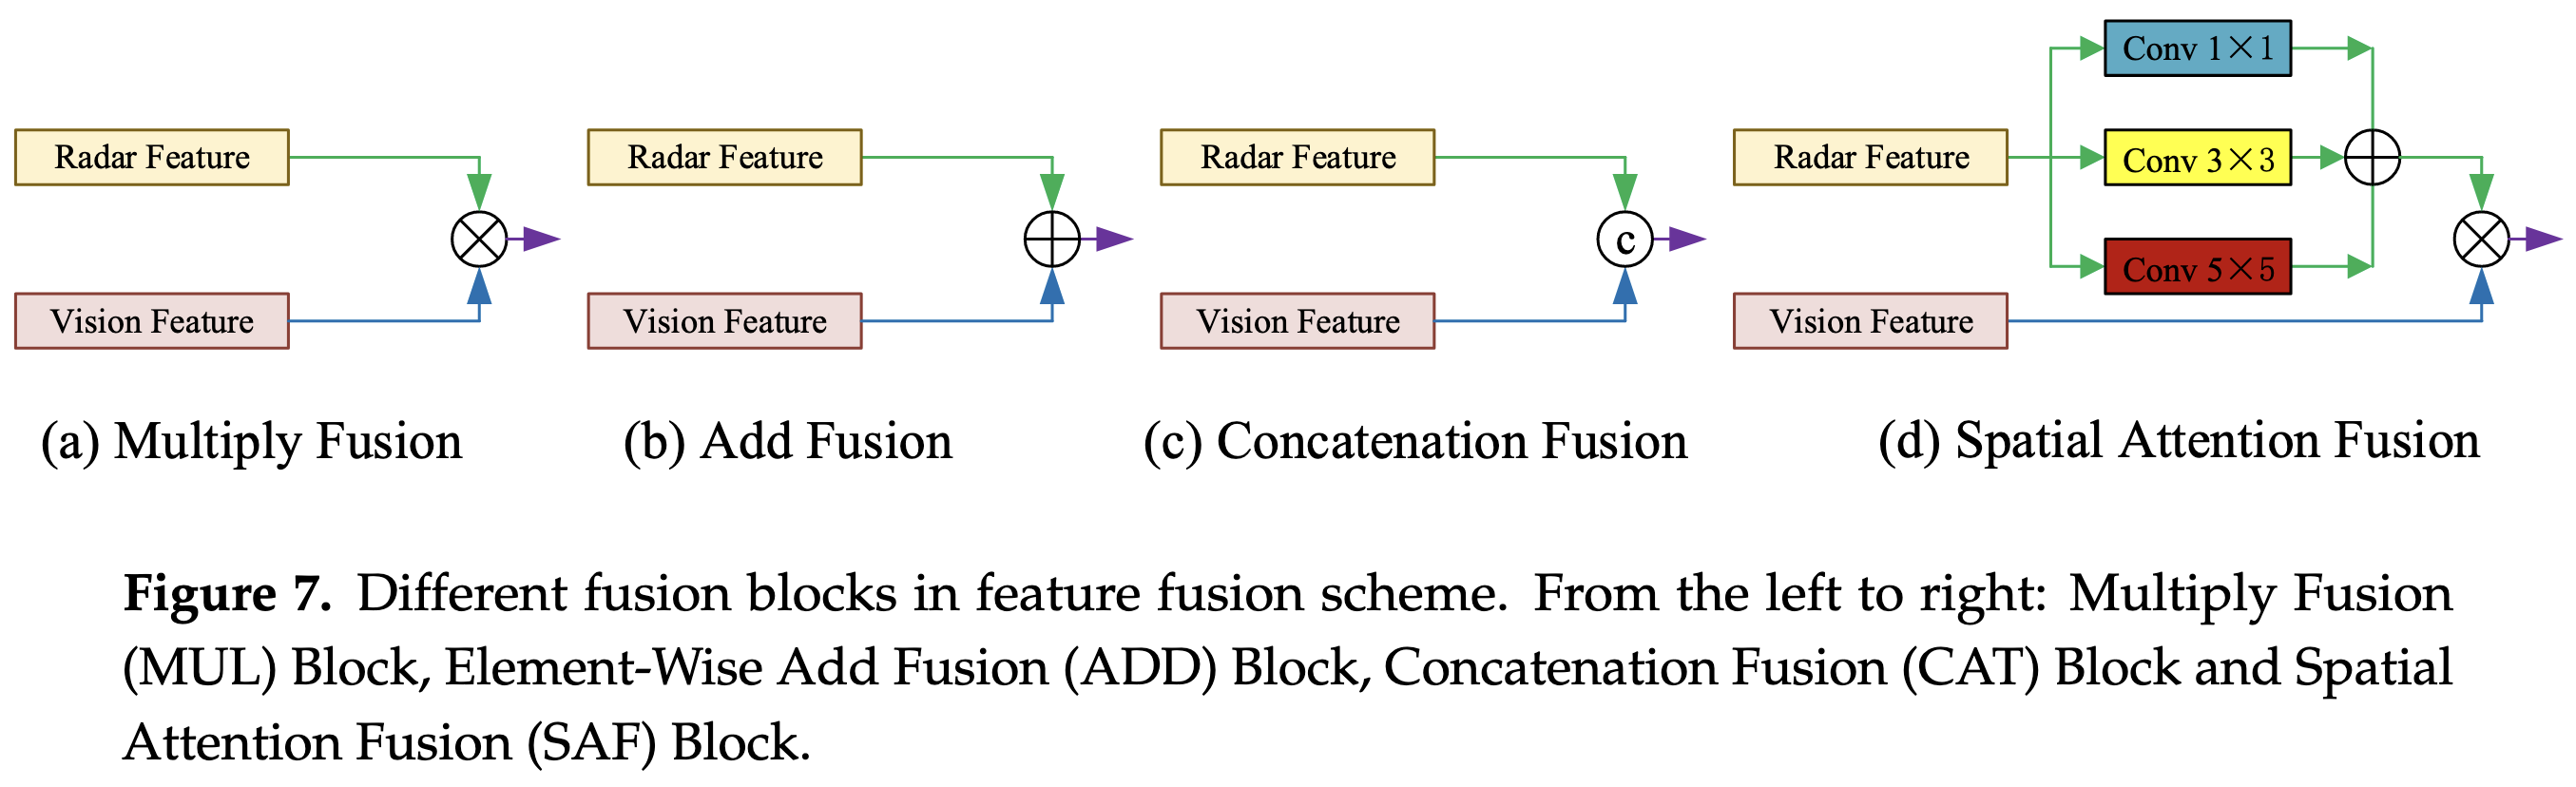 Conv 1×1
Radar Feature
Radar Feature
Radar Feature
Radar Feature
Conv 3×3
c
Conv 5×5
Vision Feature
Vision Feature
Vision Feature
Vision Feature
(a) Multiply Fusion
(b) Add Fusion
(c) Concatenation Fusion
(d) Spatial Attention Fusion
Figure 7. Different fusion blocks in feature fusion scheme. From the left to right: Multiply Fusion
(MUL) Block, Element-Wise Add Fusion (ADD) Block, Concatenation Fusion (CAT) Block and Spatial
Attention Fusion (SAF) Block.